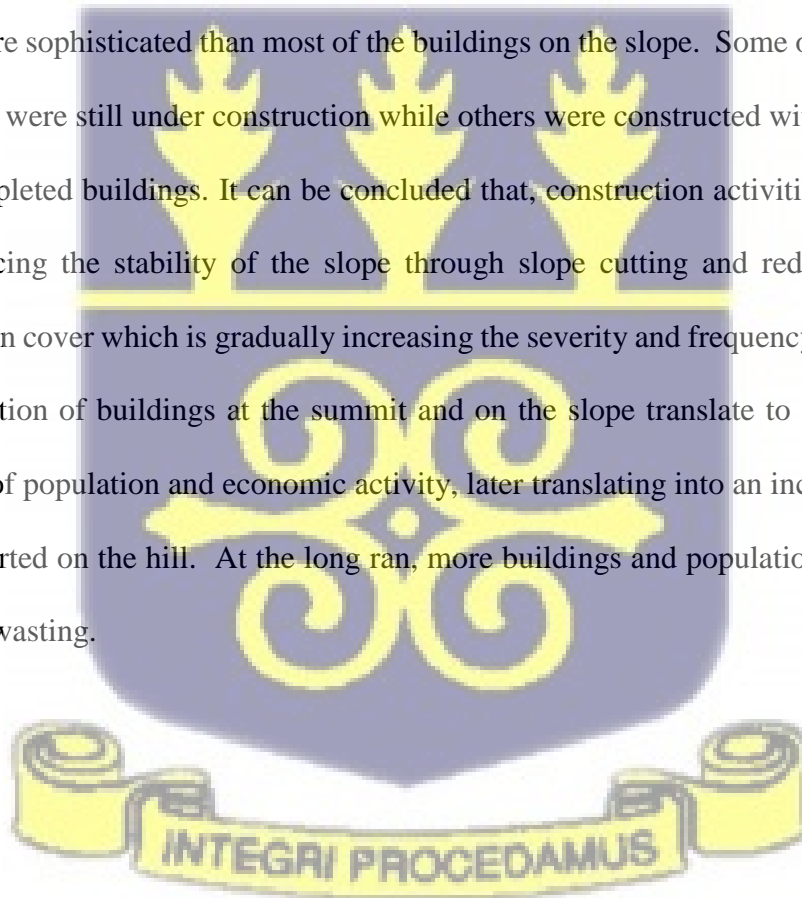 re sophisticated than most of the buildings on the slope. Some o
were still under construction while others were constructed wi
pleted buildings. It can be concluded that, construction activiti
cing the stability of the slope through slope cutting and red
n cover which is gradually increasing the severity and frequency
tion of buildings at the summit and on the slope translate to
of population and economic activity, later translating into an inc
rted on the hill. At the long ran, more buildings and populatio
wasting.
INTEGRI PROCEDAMUS